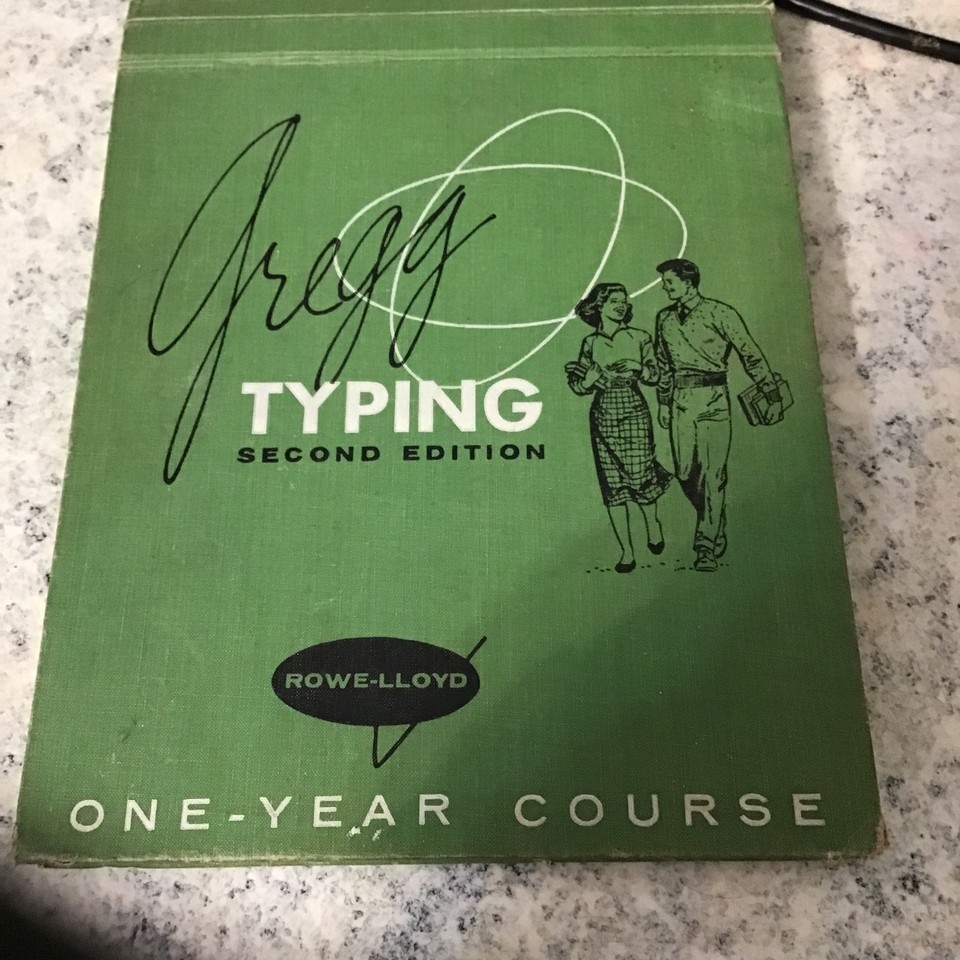 Gregg
TYPING
SECOND EDITION
ROWE-LLOYD
ONE-YEAR COURSE